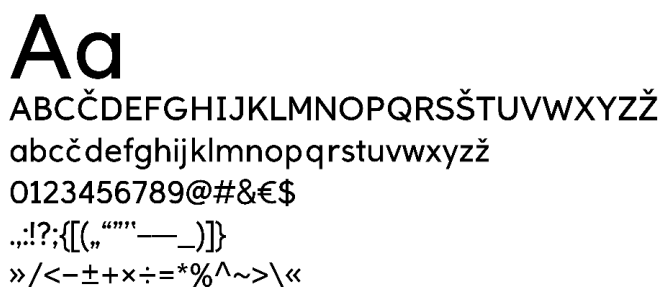 Aa
ABCČDEFGHIJKLMNOPQRSŠTUVWXYZŽ
abcčdefghijklmnopqrstuvwxyzž
0123456789@#&€$
.,:!?;{[(„“”’‛–—_)]}
»/<−±+×÷=*%^~>\«